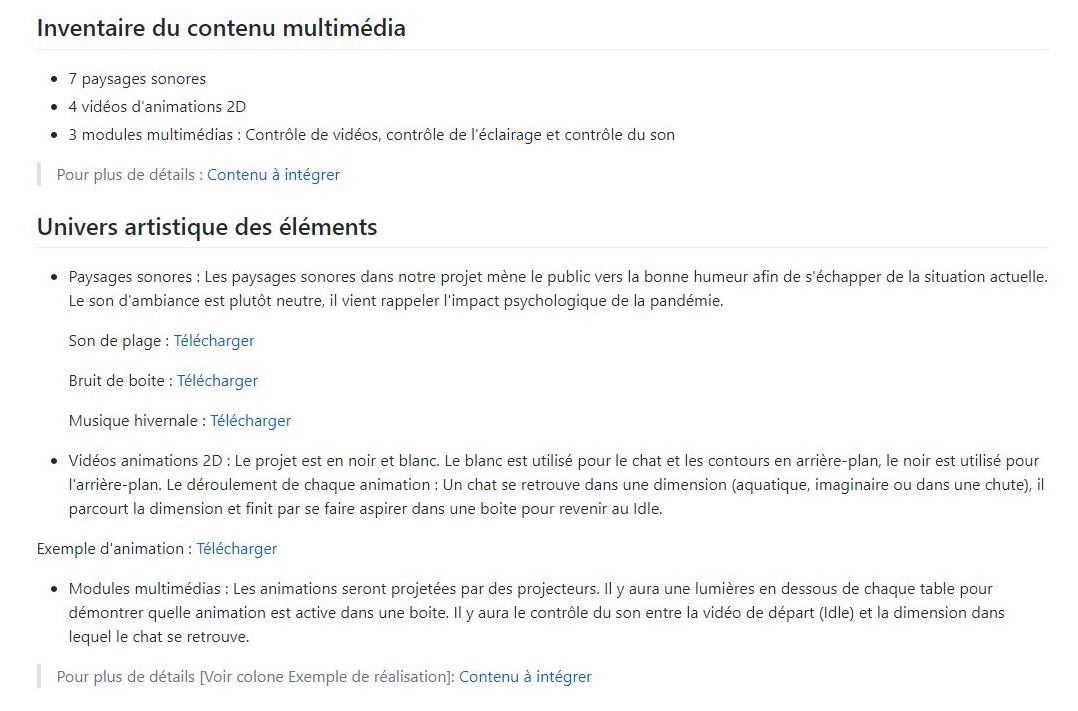 Inventaire du contenu multimédia
7 paysages sonores
4 vidéos d'animations 2D
3 modules multimédias : Contrôle de vidéos, contrôle de l'éclairage et contrôle du son
Pour plus de détails : Contenu à intégrer
Univers artistique des éléments
Paysages sonores : Les paysages sonores dans notre projet mène le public vers la bonne humeur afin de s'échapper de la situation actuelle.
Le son d'ambiance est plutôt neutre, il vient rappeler l'impact psychologique de la pandémie.
Son de plage : Télécharger
Bruit de boite : Télécharger
Musique hivernale : Télécharger
Vidéos animations 2D : Le projet est en noir et blanc. Le blanc est utilisé pour le chat et les contours en arrière-plan, le noir est utilisé pour
l'arrière-plan. Le déroulement de chaque animation : Un chat se retrouve dans une dimension (aquatique, imaginaire ou dans une chute), il
parcourt la dimension et finit par se faire aspirer dans une boite pour revenir au Idle.
Exemple d'animation : Télécharger
Modules multimédias : Les animations seront projetées par des projecteurs. Il y aura une lumières en dessous de chaque table pour
démontrer quelle animation est active dans une boite. Il y aura le contrôle du son entre la vidéo de départ (Idle) et la dimension dans
lequel le chat se retrouve.
Pour plus de détails [Voir colone Exemple de réalisation]: Contenu à intégrer